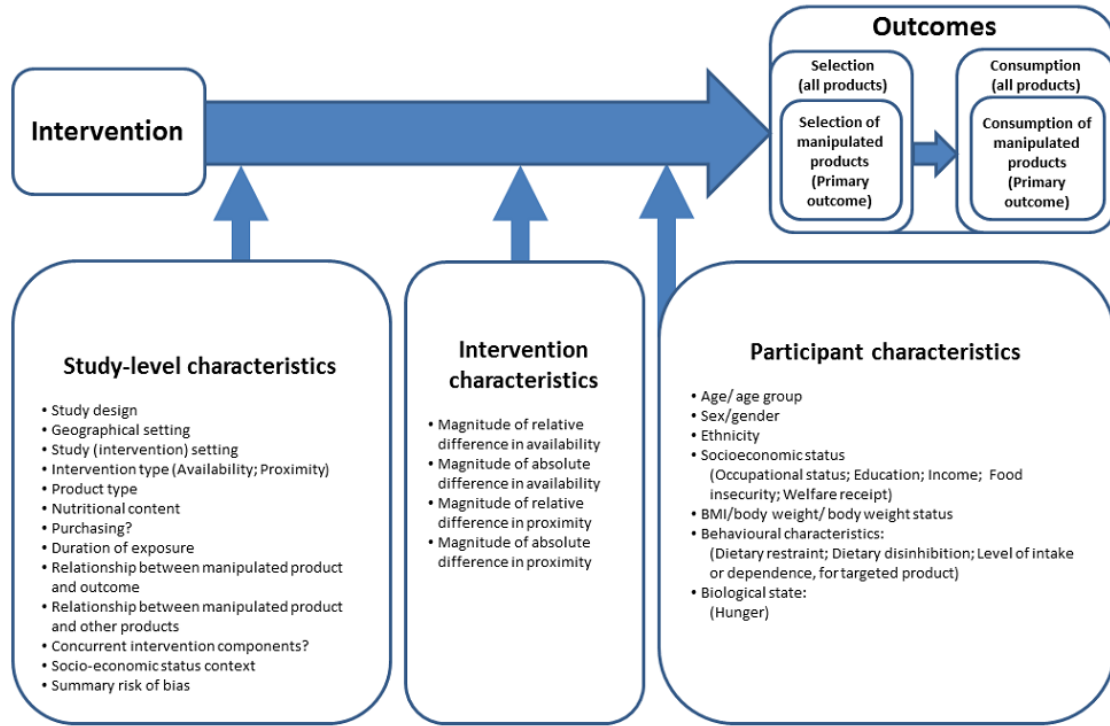 Outcomes
Intervention
Selection
(all products)
Selection of
manipulated
products
(Primary
outcome)
Consumption
(all products)
Consumption of
manipulated
products
(Primary
outcome)
Study-level characteristics
• Study design
• Geographical setting
• Study (intervention) setting
• Intervention type (Availability; Proximity)
• Product type
• Nutritional content
• Purchasing?
• Duration of exposure
• Relationship between manipulated product
and outcome
• Relationship between manipulated product
and other products
• Concurrent intervention components?
• Socio-economic status context
• Summary risk of bias
Intervention
characteristics
• Magnitude of relative
difference in availability
• Magnitude of absolute
difference in availability
• Magnitude of relative
difference in proximity
• Magnitude of absolute
difference in proximity
Participant characteristics
• Age/ age group
• Sex/gender
• Ethnicity
• Socioeconomic status
(Occupational status; Education; Income; Food
insecurity; Welfare receipt)
• BMI/body weight/ body weight status
• Behavioural characteristics:
(Dietary restraint; Dietary disinhibition; Level of intake
or dependence, for targeted product)
• Biological state:
(Hunger)